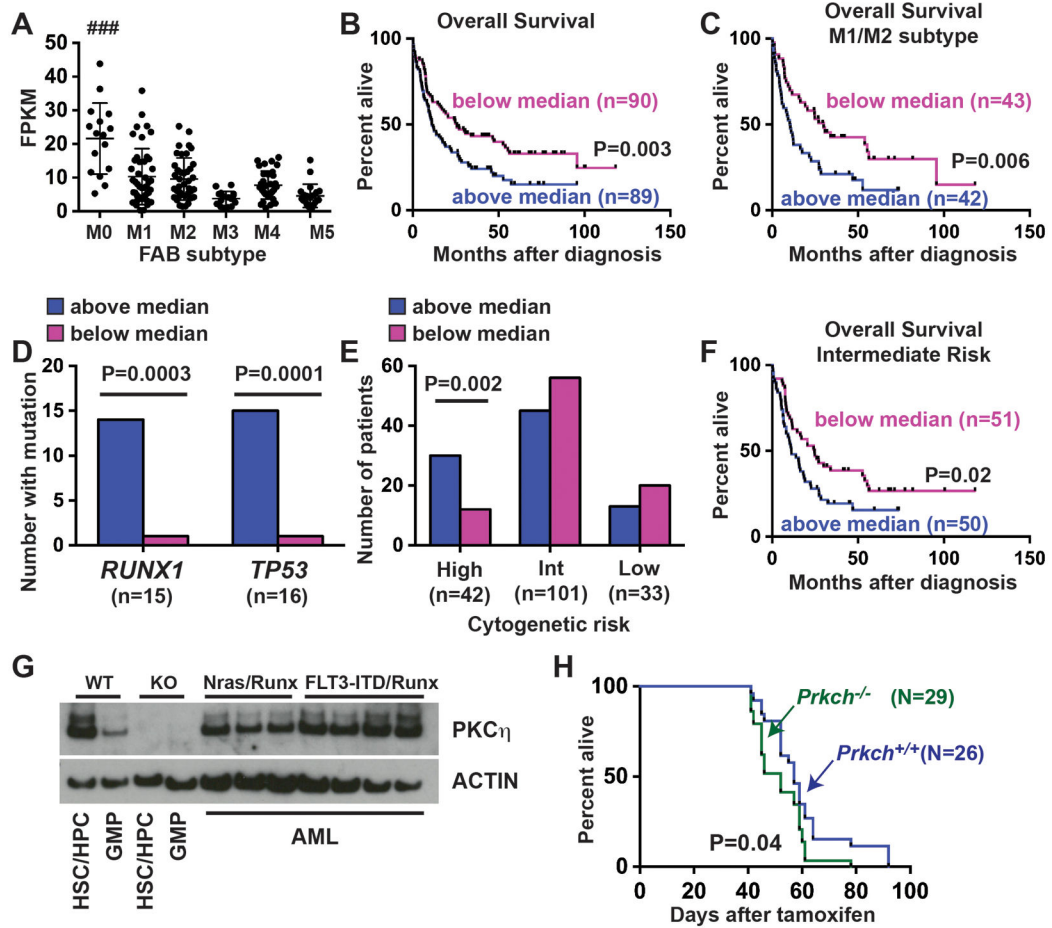 A
###
FPKM
50
40
30
20
10
0
M0 M1 M2 M3 M4 M5
FAB subtype
B
Overall Survival
Percent alive
100
50
0
below median (n=90)
P=0.003
above median (n=89)
0 50 100 150
Months after diagnosis
C
Overall Survival
M1/M2 subtype
Percent alive
100
50
0
below median (n=43)
P=0.006
above median (n=42)
0 50 100 150
Months after diagnosis
above median
below median
D
Number with mutation
20
15
10
5
0
P=0.0003 P=0.0001
RUNX1 TP53
(n=15) (n=16)
above median
below median
E
Number of patients
60
40
20
0
P=0.002
High Int Low
(n=42) (n=101) (n=33)
Cytogenetic risk
F
Overall Survival
Intermediate Risk
Percent alive
100
50
0
below median (n=51)
P=0.02
above median (n=50)
0 50 100 150
Months after diagnosis
G
WT KO Nras/Runx FLT3-ITD/Runx
PKCη
ACTIN
HSC/HPC
GMP
HSC/HPC
GMP
AML
H
Percent alive
100
50
0
Prkch-/- (N=29)
Prkch+/+ (N=26)
P=0.04
0 20 40 60 80 100
Days after tamoxifen